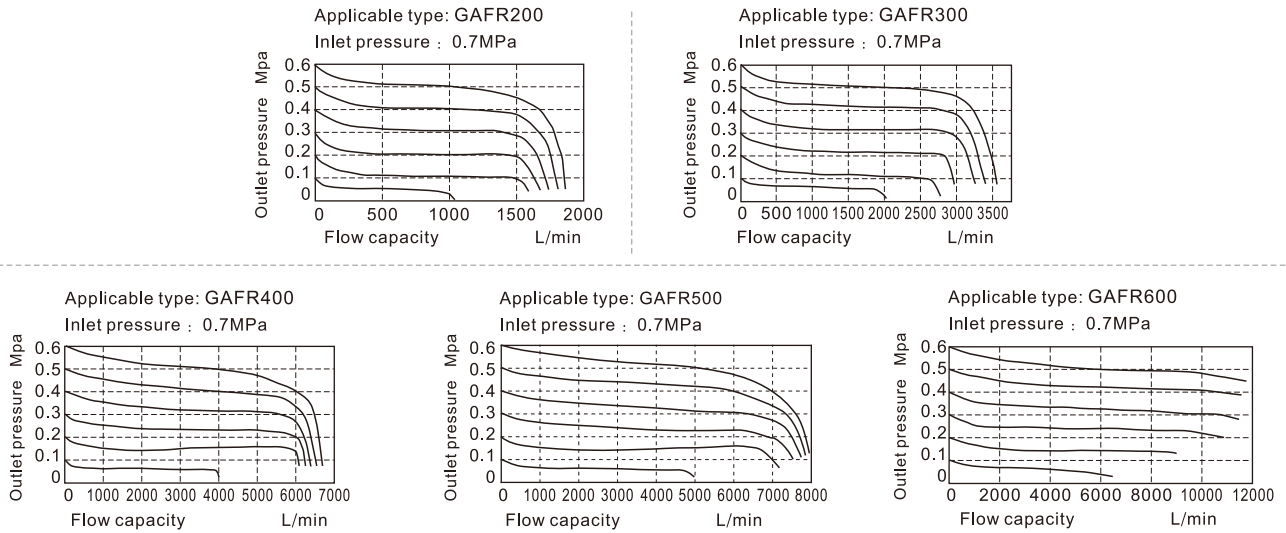 Applicable type: GAFR200
Inlet pressure : 0.7MPa
Outlet pressure Mpa
0.6
0.5
0.4
0.3
0.2
0.1
0
0 500 1000 1500 2000
Flow capacity L/min
Applicable type: GAFR300
Inlet pressure : 0.7MPa
Outlet pressure Mpa
0.6
0.5
0.4
0.3
0.2
0.1
0
0 500 1000 1500 2000 2500 3000 3500
Flow capacity L/min
Applicable type: GAFR400
Inlet pressure : 0.7MPa
Outlet pressure Mpa
0.6
0.5
0.4
0.3
0.2
0.1
0
0 1000 2000 3000 4000 5000 6000 7000
Flow capacity L/min
Applicable type: GAFR500
Inlet pressure : 0.7MPa
Outlet pressure Mpa
0.6
0.5
0.4
0.3
0.2
0.1
0
0 1000 2000 3000 4000 5000 6000 7000 8000
Flow capacity L/min
Applicable type: GAFR600
Inlet pressure : 0.7MPa
Outlet pressure Mpa
0.6
0.5
0.4
0.3
0.2
0.1
0
0 2000 4000 6000 8000 10000 12000
Flow capacity L/min